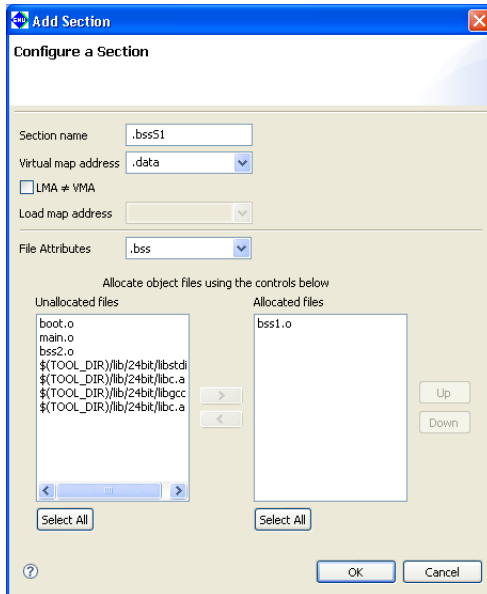 Add Section
Configure a Section
Section name .bssS1
Virtual map address .data
LMA ≠ VMA
Load map address
File Attributes .bss
Allocate object files using the controls below
Unallocated files Allocated files
boot.o bss1.o
main.o
bss2.o
$(TOOL_DIR)/lib/24bit/libstdi
$(TOOL_DIR)/lib/24bit/libc.a
$(TOOL_DIR)/lib/24bit/libgcc
$(TOOL_DIR)/lib/24bit/libc.a
> Up
< Down
Select All Select All
? OK Cancel